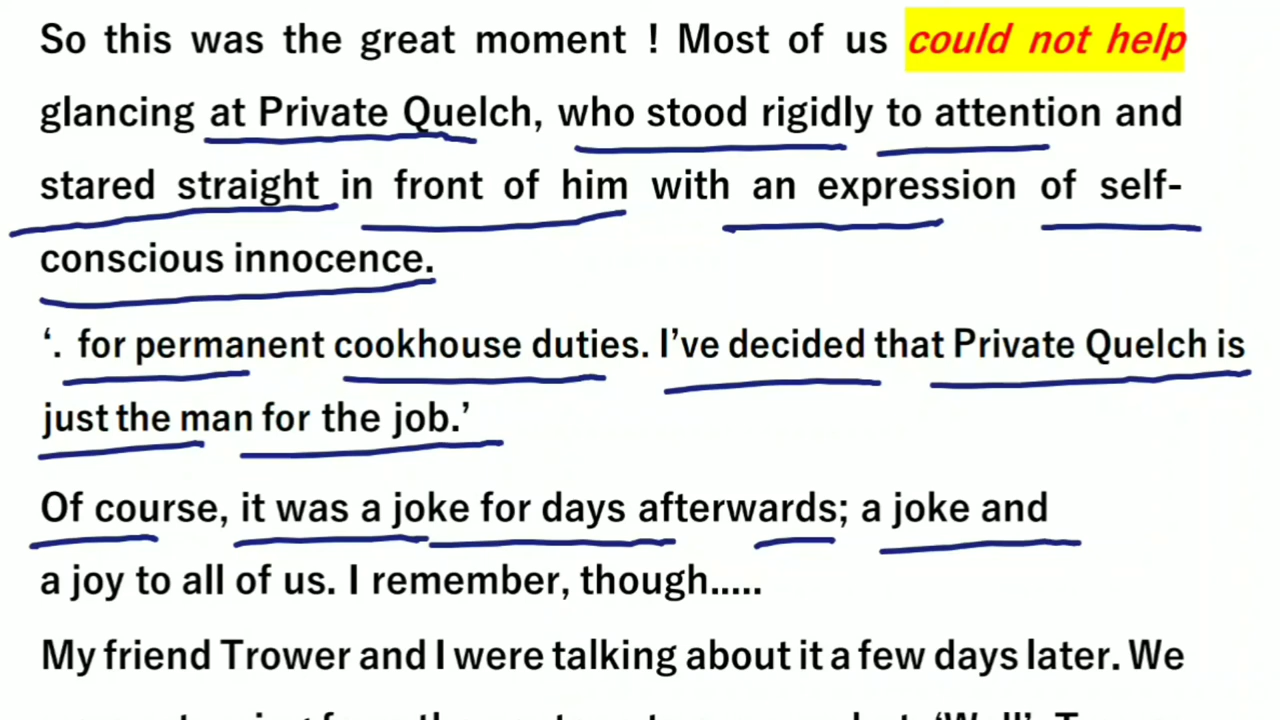 So this was the great moment ! Most of us could not help
glancing at Private Quelch, who stood rigidly to attention and
stared straight in front of him with an expression of self-
conscious innocence.
‘. for permanent cookhouse duties. I’ve decided that Private Quelch is
just the man for the job.’
Of course, it was a joke for days afterwards; a joke and
a joy to all of us. I remember, though.....
My friend Trower and I were talking about it a few days later. We